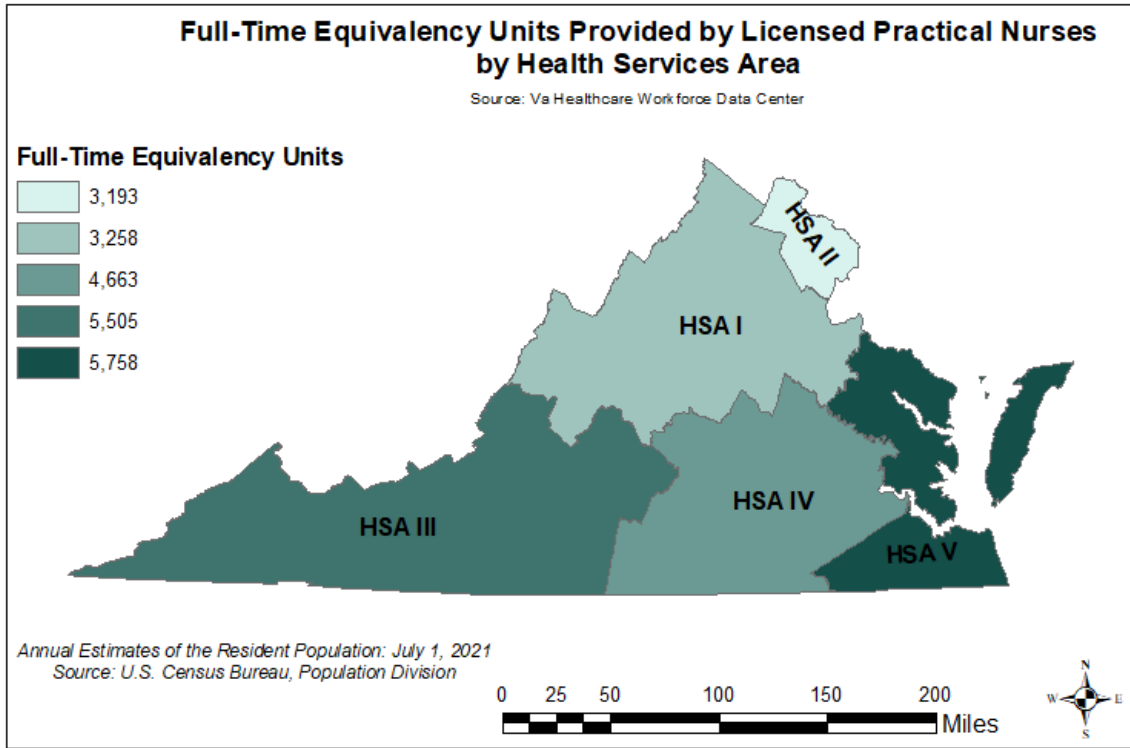 Full-Time Equivalency Units Provided by Licensed Practical Nurses
by Health Services Area
Source: Va Healthcare Workforce Data Center
Full-Time Equivalency Units
3,193
3,258
4,663
5,505
5,758
HSA II
HSA I
HSA IV
HSA III
HSA V
Annual Estimates of the Resident Population: July 1, 2021
Source: U.S. Census Bureau, Population Division
0 25 50 100 150 200
Miles
N
W E
S